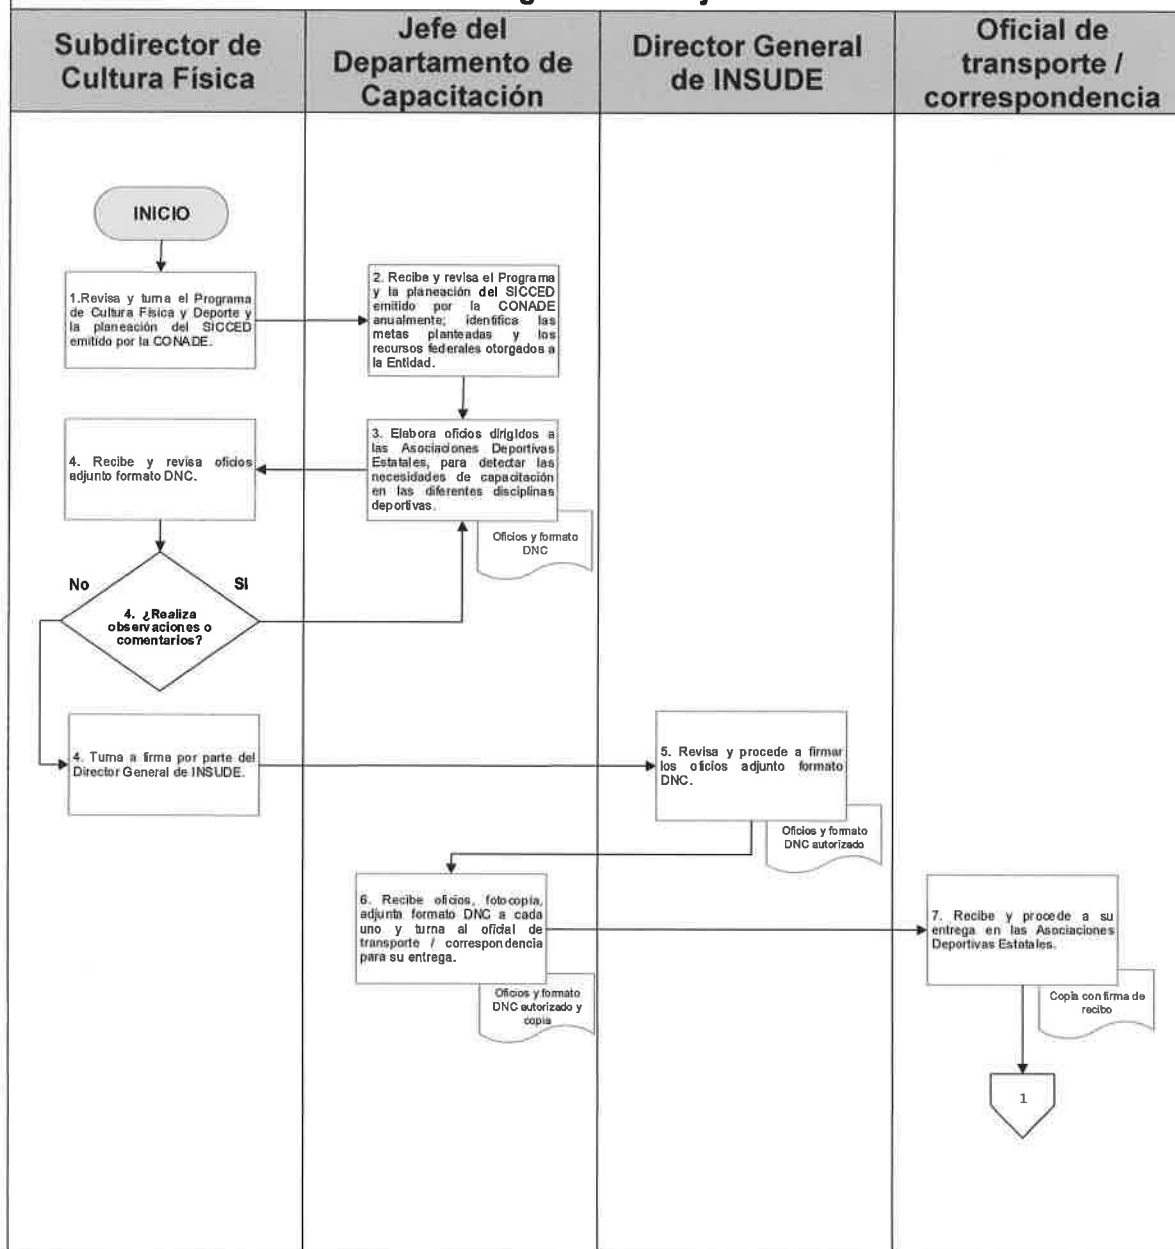 Subdirector de
Cultura Física
Jefe del
Departamento de
Capacitación
Director General
de INSUDE
Oficial de
transporte /
correspondencia
INICIO
1.Revisa y turna el Programa
de Cultura Física y Deporte y
la planeación del SICCED
emitido por la CONADE.
2. Recibe y revisa el Programa
y la planeación del SICCED
emitido por la CONADE
anualmente; identifica las
metas planteadas y los
recursos federales otorgados a
la Entidad.
3. Elabora oficios dirigidos a
las Asociaciones Deportivas
Estatales, para detectar las
necesidades de capacitación
en las diferentes disciplinas
deportivas.
Oficios y formato
DNC
4. Recibe y revisa oficios
adjunto formato DNC.
No
SI
4. ¿Realiza
observaciones o
comentarios?
4. Turna a firma por parte del
Director General de INSUDE.
5. Revisa y procede a firmar
los oficios adjunto formato
DNC.
Oficios y formato
DNC autorizado
6. Recibe oficios, fotocopia,
adjunta formato DNC a cada
uno y turna al oficial de
transporte / correspondencia
para su entrega.
Oficios y formato
DNC autorizado y
copia
7. Recibe y procede a su
entrega en las Asociaciones
Deportivas Estatales.
Copia con firma de
recibo
1